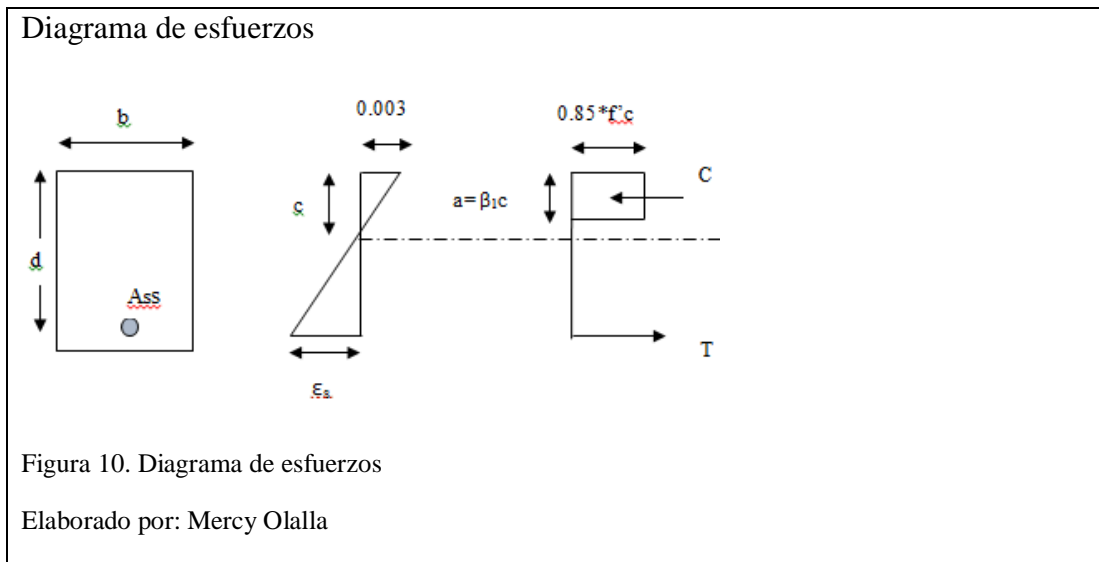 Diagrama de esfuerzos
b
0.003
0.85*f'c
d
Ass
c
a=β₁c
C
T
εs
Figura 10. Diagrama de esfuerzos
Elaborado por: Mercy Olalla